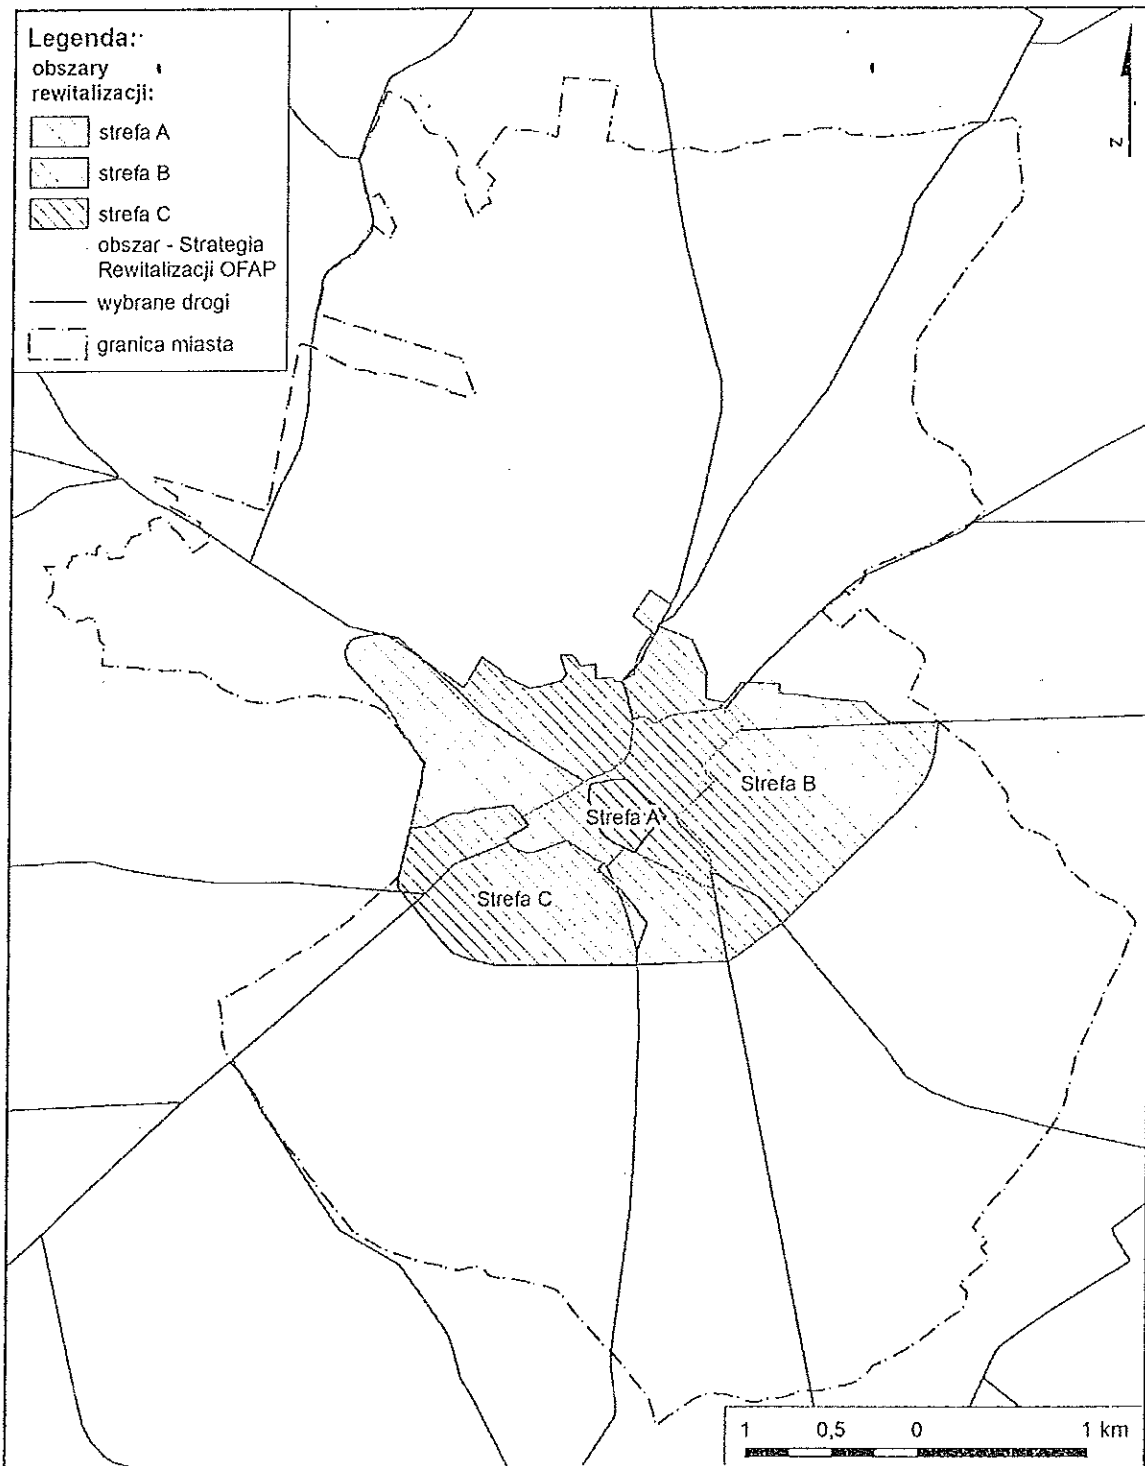 Legenda:
obszary
rewitalizacji:
strefa A
strefa B
strefa C
obszar - Strategia
Rewitalizacji OFAP
wybrane drogi
granica miasta
N
Strefa B
Strefa A
Strefa C
1 0,5 0 1 km